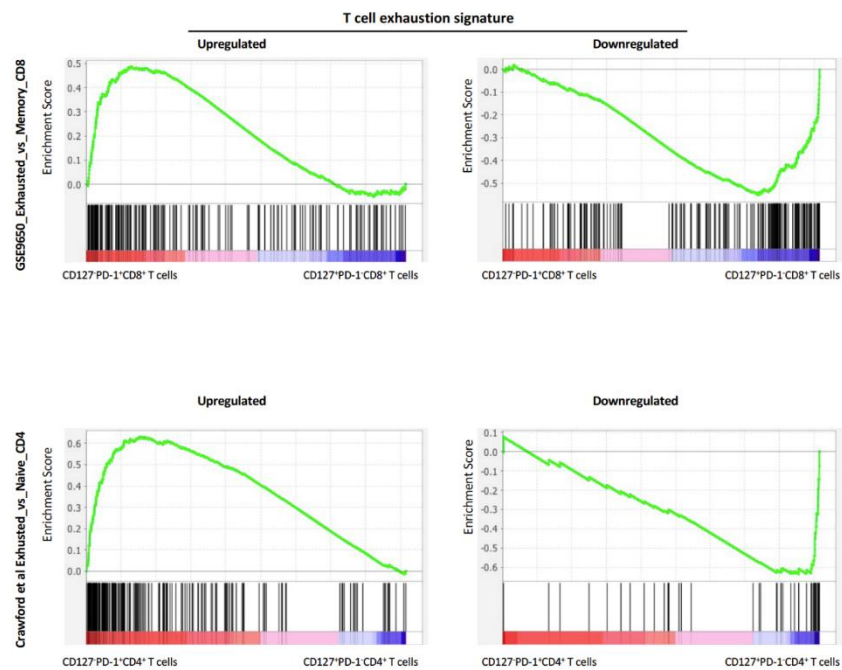 T cell exhaustion signature
Upregulated
Downregulated
GSE9650_Exhausted_vs_Memory_CD8
Enrichment Score
0.5
0.4
0.3
0.2
0.1
0.0
Enrichment Score
0.0
-0.1
-0.2
-0.3
-0.4
-0.5
CD127⁻PD-1⁺CD8⁺ T cells
CD127⁺PD-1⁻CD8⁺ T cells
CD127⁻PD-1⁺CD8⁺ T cells
CD127⁺PD-1⁻CD8⁺ T cells
Upregulated
Downregulated
Crawford et al Exhusted_vs_Naive_CD4
Enrichment Score
0.6
0.5
0.4
0.3
0.2
0.1
0.0
Enrichment Score
0.1
0.0
-0.1
-0.2
-0.3
-0.4
-0.5
-0.6
CD127⁻PD-1⁺CD4⁺ T cells
CD127⁺PD-1⁻CD4⁺ T cells
CD127⁻PD-1⁺CD4⁺ T cells
CD127⁺PD-1⁻CD4⁺ T cells